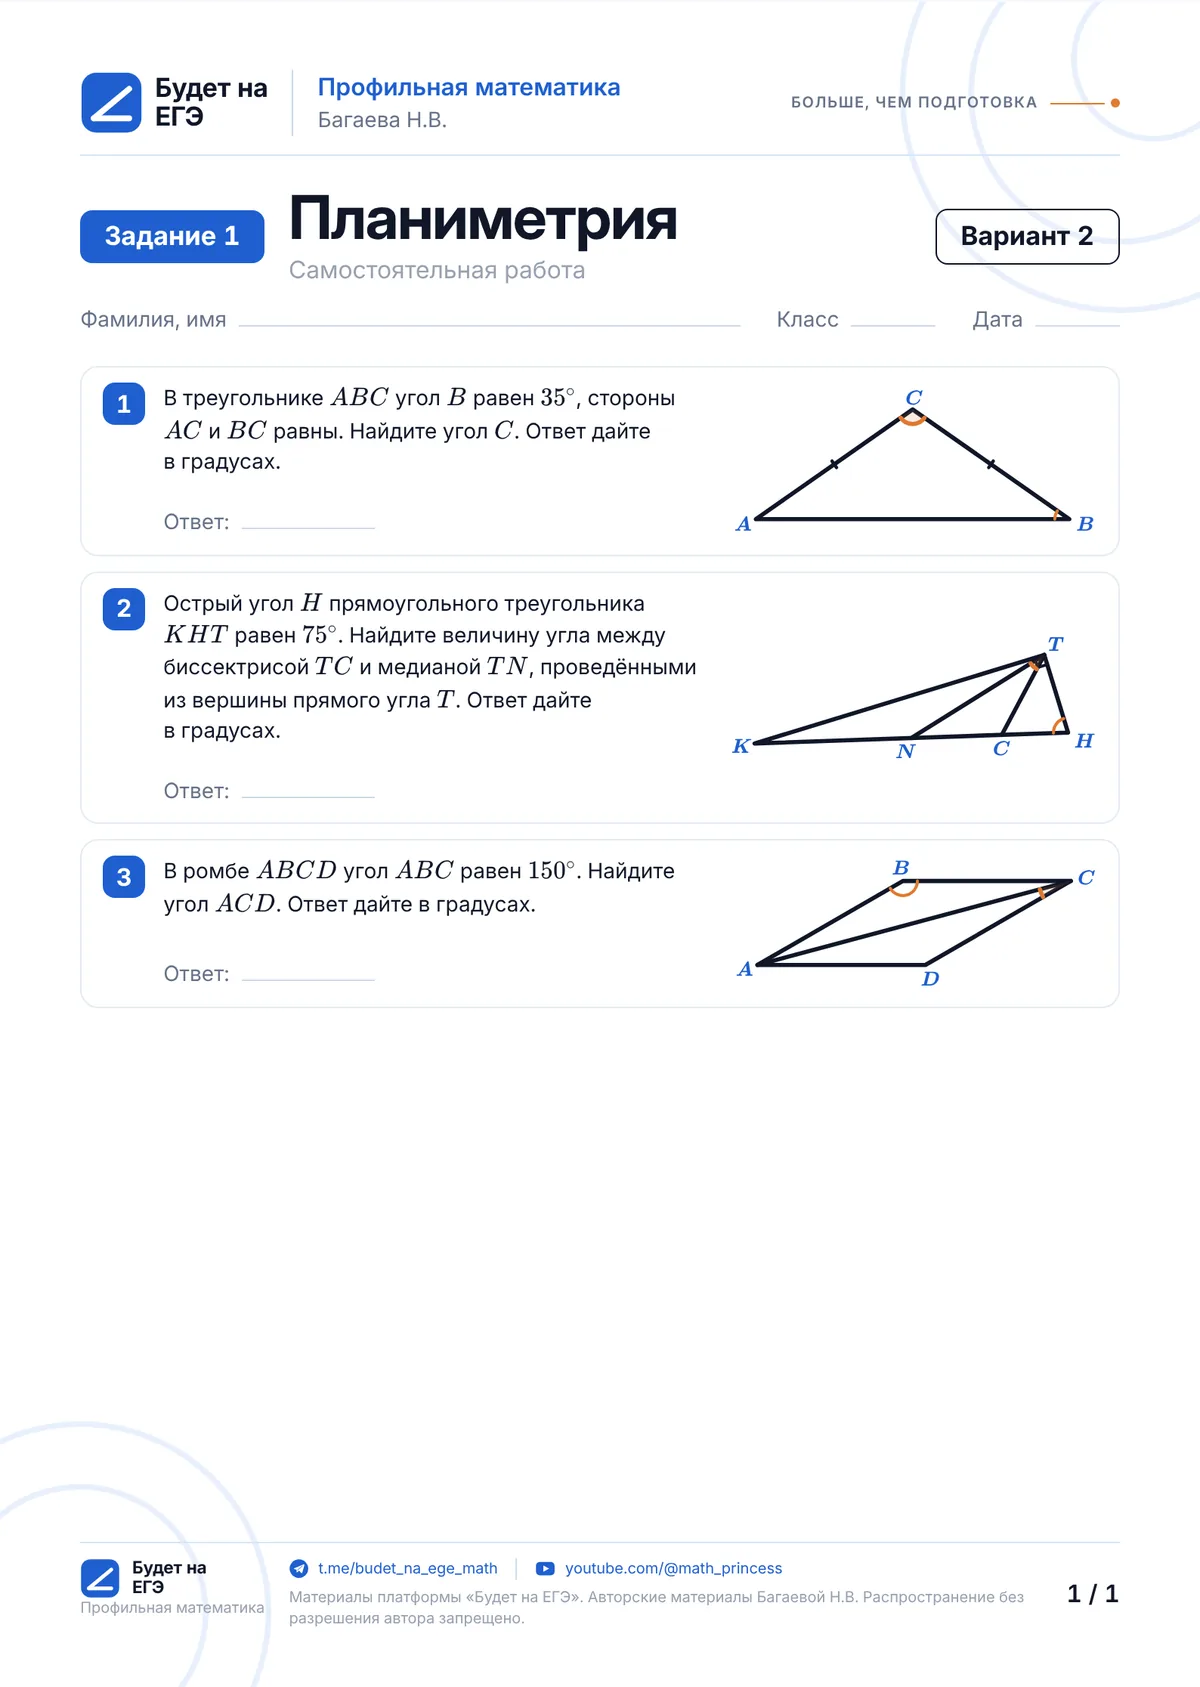 Будет на
ЕГЭ
Профильная математика
Багаева Н.В.
БОЛЬШЕ, ЧЕМ ПОДГОТОВКА
Задание 1
Планиметрия
Самостоятельная работа
Вариант 2
Фамилия, имя
Класс
Дата
1
В треугольнике ABC угол B равен 35°, стороны
AC и BC равны. Найдите угол C. Ответ дайте
в градусах.
Ответ:
C
A
B
2
Острый угол H прямоугольного треугольника
KHT равен 75°. Найдите величину угла между
биссектрисой TC и медианой TN, проведёнными
из вершины прямого угла T. Ответ дайте
в градусах.
Ответ:
T
K
N
C
H
3
В ромбе ABCD угол ABC равен 150°. Найдите
угол ACD. Ответ дайте в градусах.
Ответ:
B
C
A
D
Будет на
ЕГЭ
Профильная математика
t.me/budet_na_ege_math
youtube.com/@math_princess
Материалы платформы «Будет на ЕГЭ». Авторские материалы Багаевой Н.В. Распространение без
разрешения автора запрещено.
1 / 1